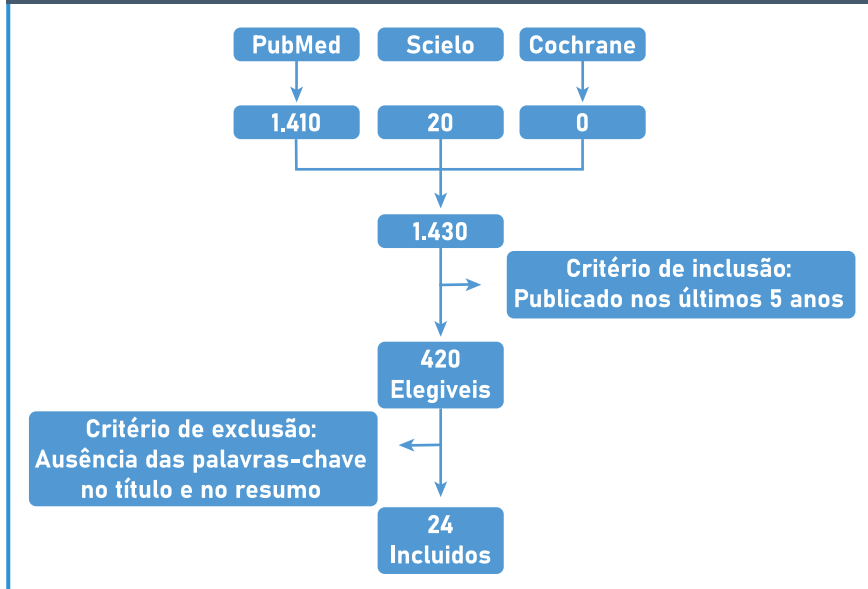 PubMed
Scielo
Cochrane
1.410
20
0
1.430
Critério de inclusão:
Publicado nos últimos 5 anos
420
Elegiveis
Critério de exclusão:
Ausência das palavras-chave
no título e no resumo
24
Incluidos